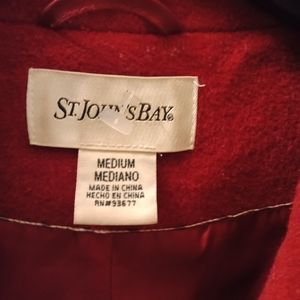 ST. JOHN'S BAY®
MEDIUM
MEDIANO
MADE IN CHINA
HECHO EN CHINA
RN#93677